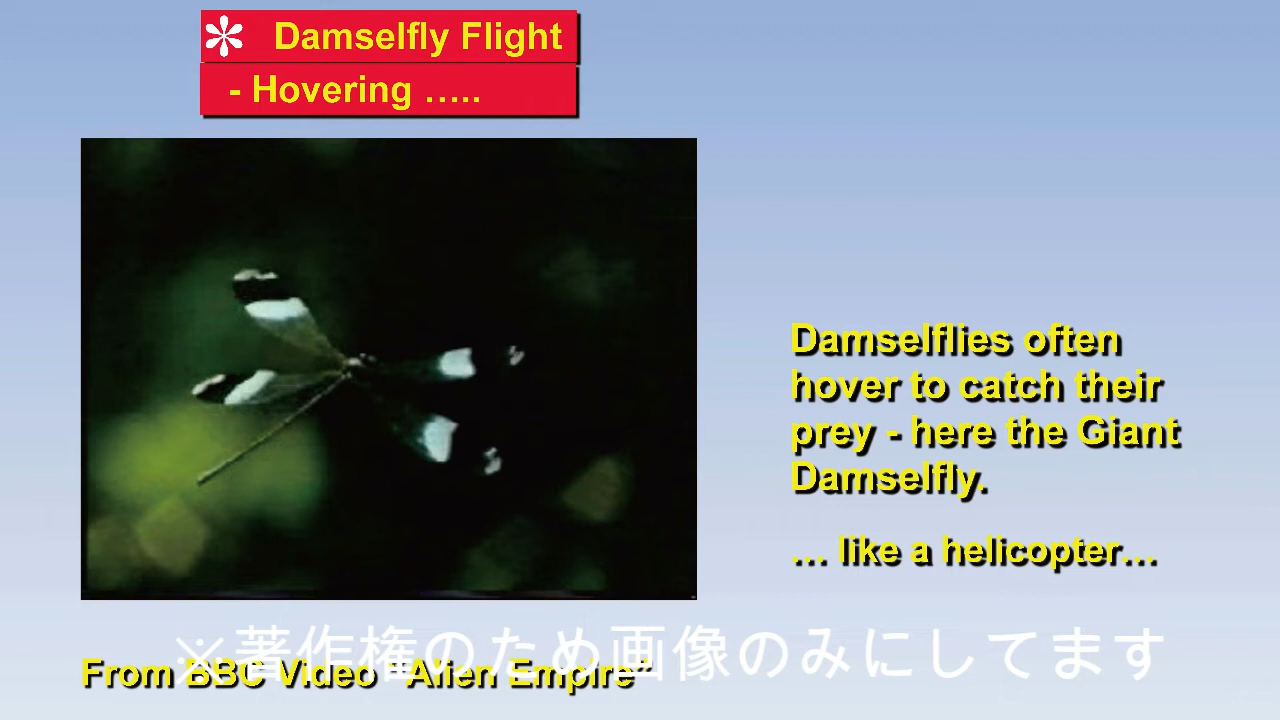 ✽ Damselfly Flight
- Hovering …..
Damselflies often
hover to catch their
prey - here the Giant
Damselfly.
… like a helicopter…
※著作権のため画像のみにしてます
From BBC Video "Alien Empire"